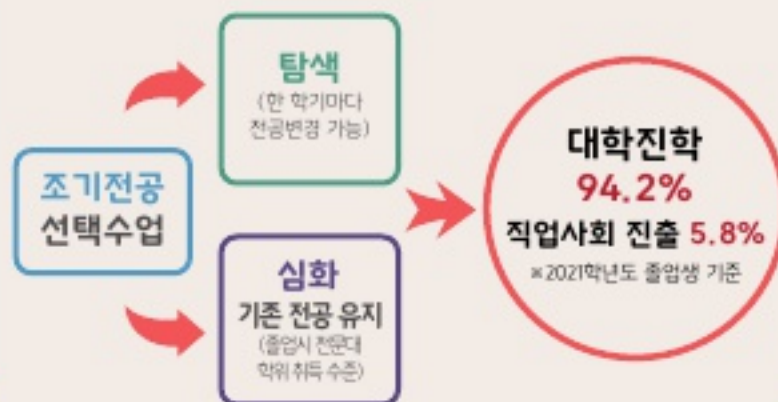 조기전공
선택수업
탐색
(한 학기마다
전공변경 가능)
심화
기존 전공 유지
(졸업시 전문대
학위 취득 수준)
대학진학
94.2%
직업사회 진출 5.8%
※2021학년도 졸업생 기준